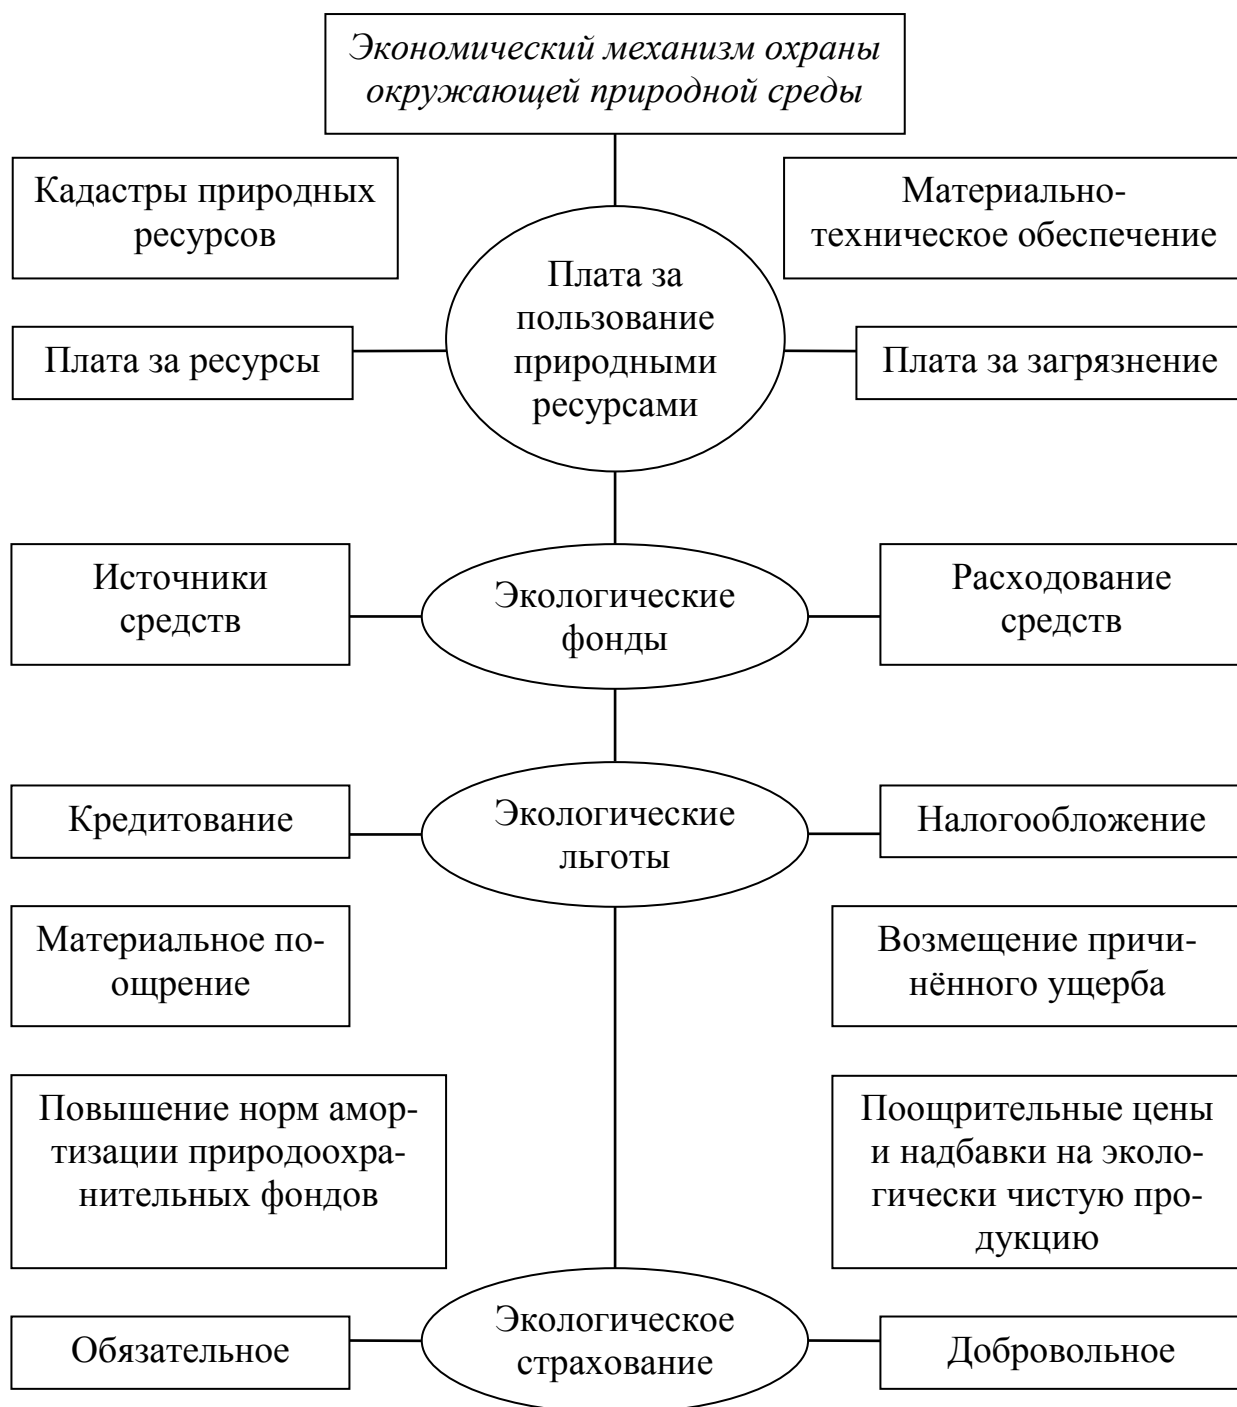 Экономический механизм охраны
окружающей природной среды
Кадастры природных
ресурсов
Материально-
техническое обеспечение
Плата за
пользование
природными
ресурсами
Плата за ресурсы
Плата за загрязнение
Источники
средств
Экологические
фонды
Расходование
средств
Кредитование
Экологические
льготы
Налогообложение
Материальное по-
ощрение
Возмещение причи-
нённого ущерба
Повышение норм амор-
тизации природоохра-
нительных фондов
Поощрительные цены
и надбавки на эколо-
гически чистую про-
дукцию
Обязательное
Экологическое
страхование
Добровольное